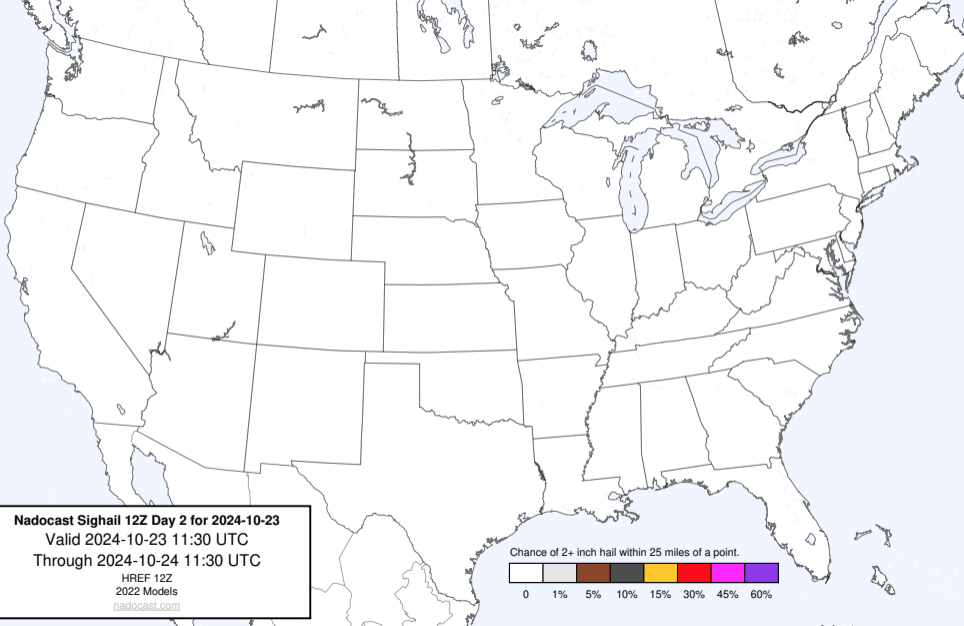 Nadocast Sighail 12Z Day 2 for 2024-10-23
Valid 2024-10-23 11:30 UTC
Through 2024-10-24 11:30 UTC
HREF 12Z
2022 Models
nadocast.com
Chance of 2+ inch hail within 25 miles of a point.
0 1% 5% 10% 15% 30% 45% 60%